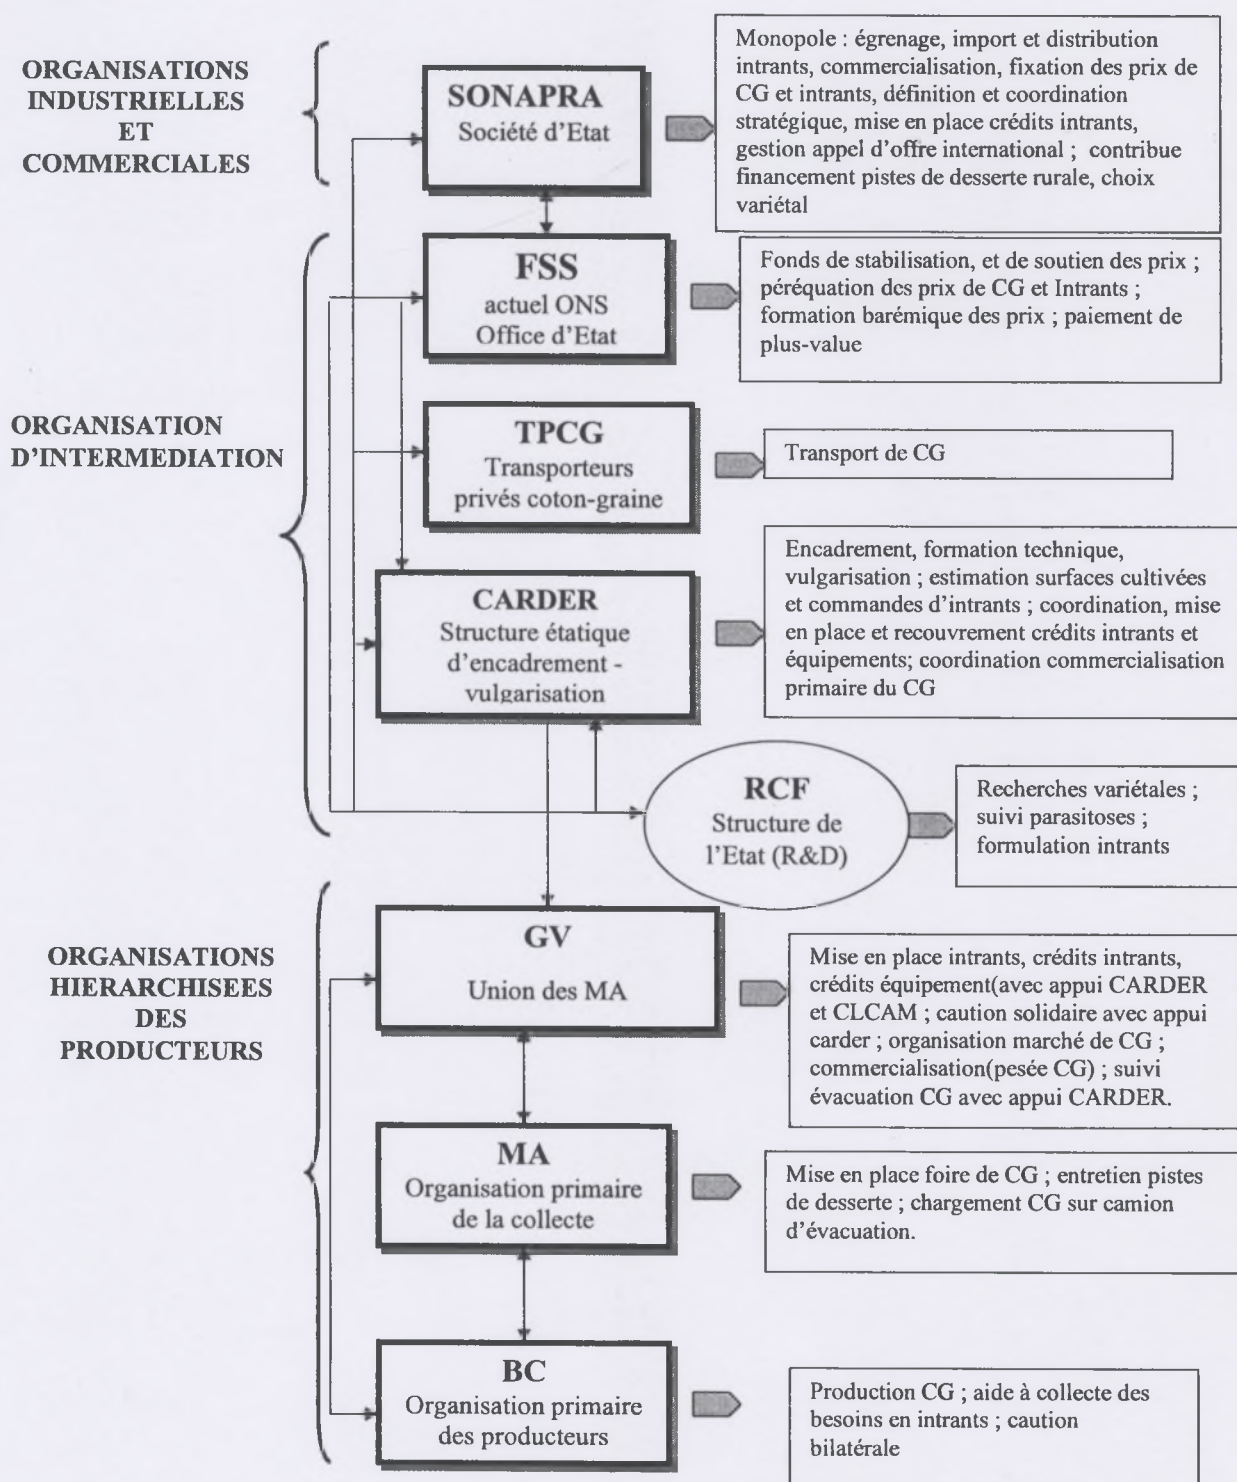 ORGANISATIONS
INDUSTRIELLES
ET
COMMERCIALES
SONAPRA
Société d'Etat
Monopole : égrenage, import et distribution
intrants, commercialisation, fixation des prix de
CG et intrants, définition et coordination
stratégique, mise en place crédits intrants,
gestion appel d'offre international ; contribue
financement pistes de desserte rurale, choix
variétal
ORGANISATION
D'INTERMEDIATION
FSS
actuel ONS
Office d'Etat
Fonds de stabilisation, et de soutien des prix ;
péréquation des prix de CG et Intrants ;
formation barémique des prix ; paiement de
plus-value
TPCG
Transporteurs
privés coton-graine
Transport de CG
CARDER
Structure étatique
d'encadrement -
vulgarisation
Encadrement, formation technique,
vulgarisation ; estimation surfaces cultivées
et commandes d'intrants ; coordination, mise
en place et recouvrement crédits intrants et
équipements; coordination commercialisation
primaire du CG
RCF
Structure de
l'Etat (R&D)
Recherches variétales ;
suivi parasitoses ;
formulation intrants
ORGANISATIONS
HIERARCHISEES
DES
PRODUCTEURS
GV
Union des MA
Mise en place intrants, crédits intrants,
crédits équipement(avec appui CARDER
et CLCAM ; caution solidaire avec appui
carder ; organisation marché de CG ;
commercialisation(pesée CG) ; suivi
évacuation CG avec appui CARDER.
MA
Organisation primaire
de la collecte
Mise en place foire de CG ; entretien pistes
de desserte ; chargement CG sur camion
d'évacuation.
BC
Organisation primaire
des producteurs
Production CG ; aide à collecte des
besoins en intrants ; caution
bilatérale